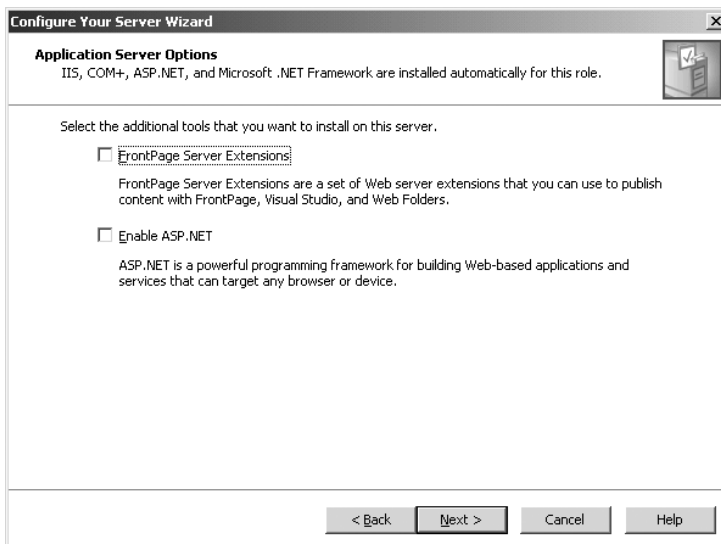 Configure Your Server Wizard
Application Server Options
IIS, COM+, ASP.NET, and Microsoft .NET Framework are installed automatically for this role.
Select the additional tools that you want to install on this server.
FrontPage Server Extensions
FrontPage Server Extensions are a set of Web server extensions that you can use to publish
content with FrontPage, Visual Studio, and Web Folders.
Enable ASP.NET
ASP.NET is a powerful programming framework for building Web-based applications and
services that can target any browser or device.
< Back Next > Cancel Help